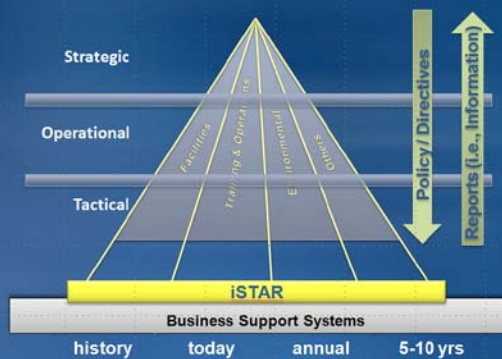 Strategic
Operational
Tactical
Facilities
Training & Operations
Environmental
Others
Policy/ Directives
Reports (i.e., Information)
iSTAR
Business Support Systems
history today annual 5-10 yrs